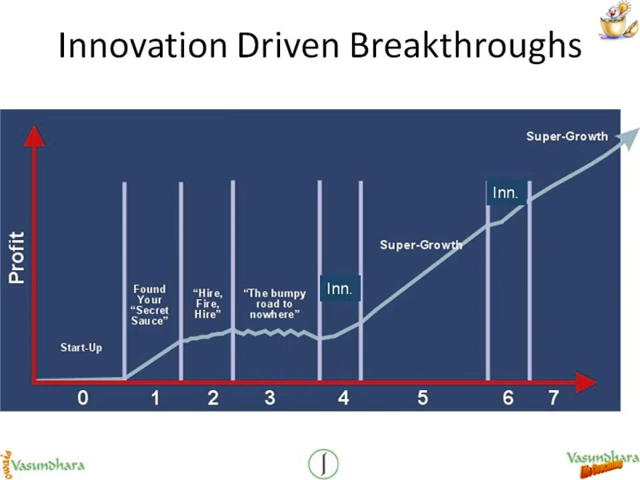 Innovation Driven Breakthroughs
Super-Growth
Inn.
Super-Growth
Profit
Inn.
Found
Your
“Secret
Sauce”
“Hire,
Fire,
Hire”
“The bumpy
road to
nowhere”
Start-Up
0 1 2 3 4 5 6 7
Vasundhara
Vasundhara